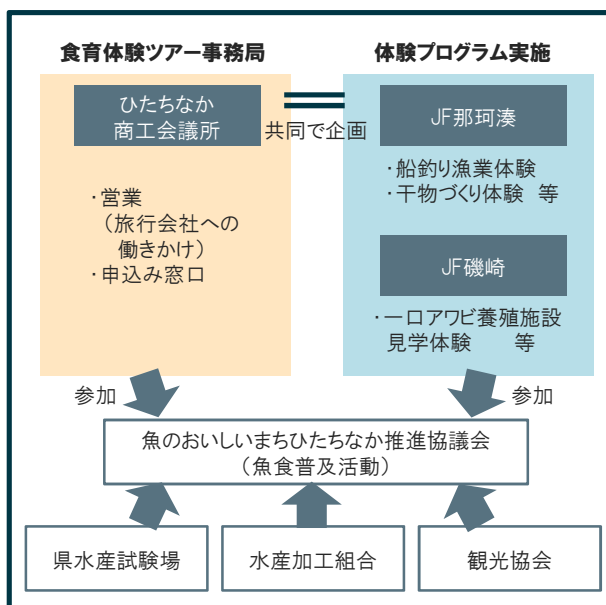 食育体験ツアー事務局
体験プログラム実施
ひたちなか
商工会議所
共同で企画
JF那珂湊
・営業
（旅行会社への
働きかけ）
・申込み窓口
・船釣り漁業体験
・干物づくり体験 等
JF磯崎
・一口アワビ養殖施設
見学体験 等
参加
参加
魚のおいしいまちひたちなか推進協議会
（魚食普及活動）
県水産試験場
水産加工組合
観光協会